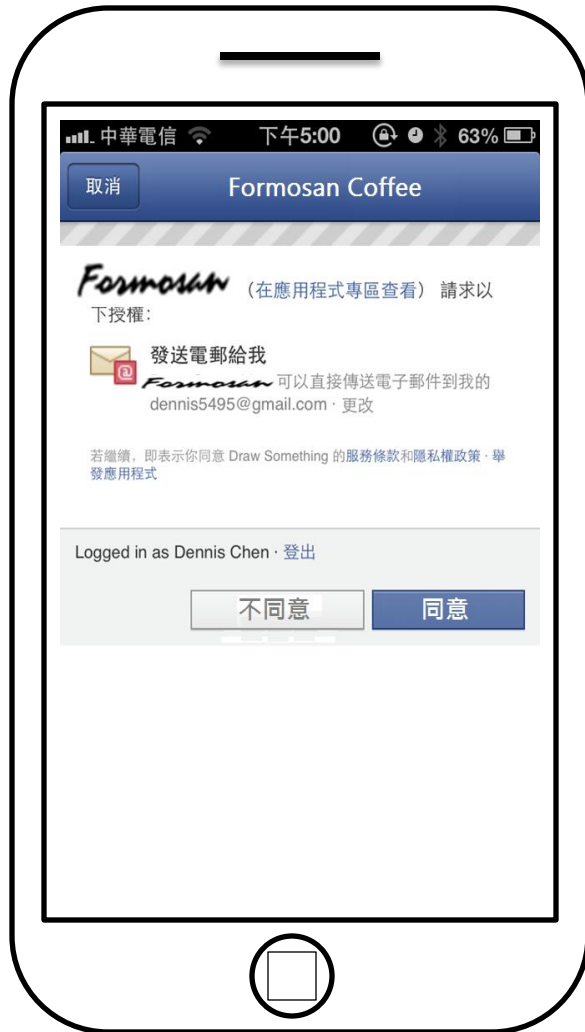 中華電信 下午5:00 63%
取消 Formosan Coffee
Formosan (在應用程式專區查看) 請求以
下授權:
發送電郵給我
Formosan 可以直接傳送電子郵件到我的
dennis5495@gmail.com · 更改
若繼續，即表示你同意 Draw Something 的服務條款和隱私權政策 · 舉
發應用程式
Logged in as Dennis Chen · 登出
不同意 同意